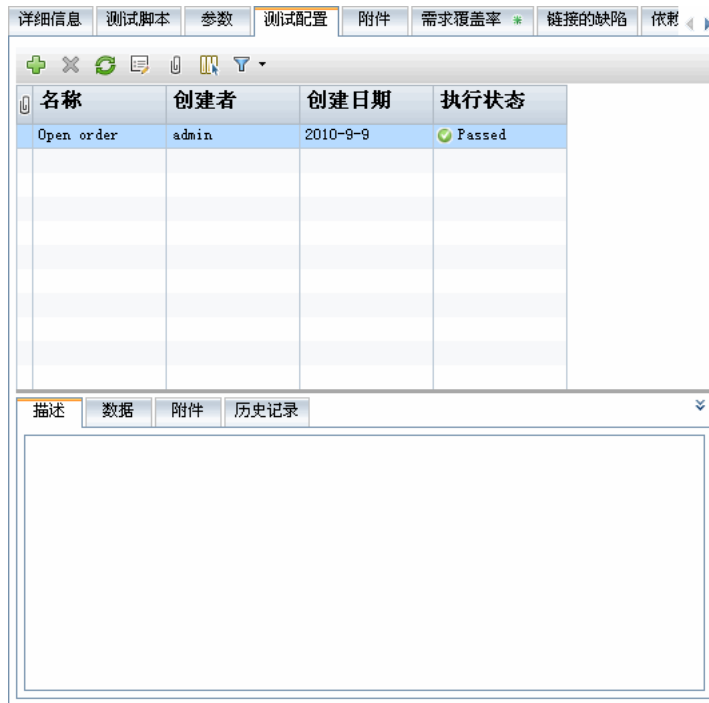 详细信息 测试脚本 参数 测试配置 附件 需求覆盖率 * 链接的缺陷 依赖
名称 创建者 创建日期 执行状态
Open order admin 2010-9-9 Passed
描述 数据 附件 历史记录